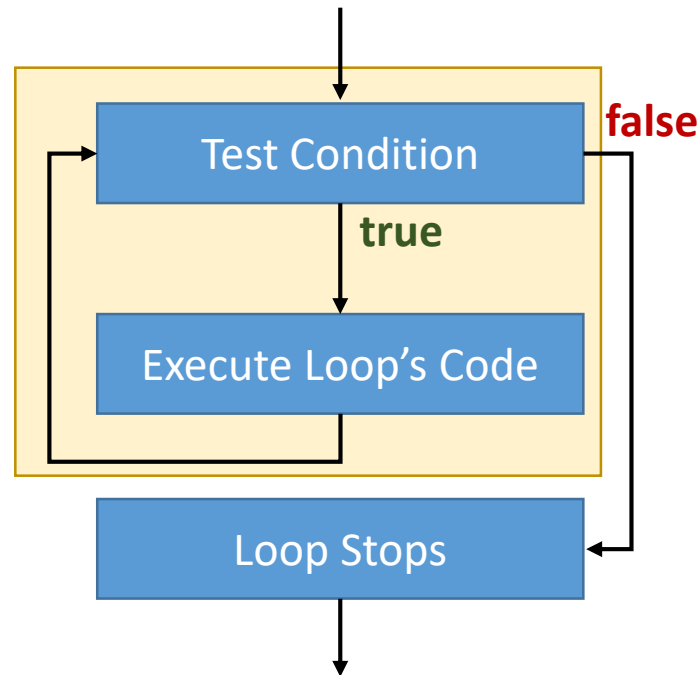 Test Condition
false
true
Execute Loop’s Code
Loop Stops